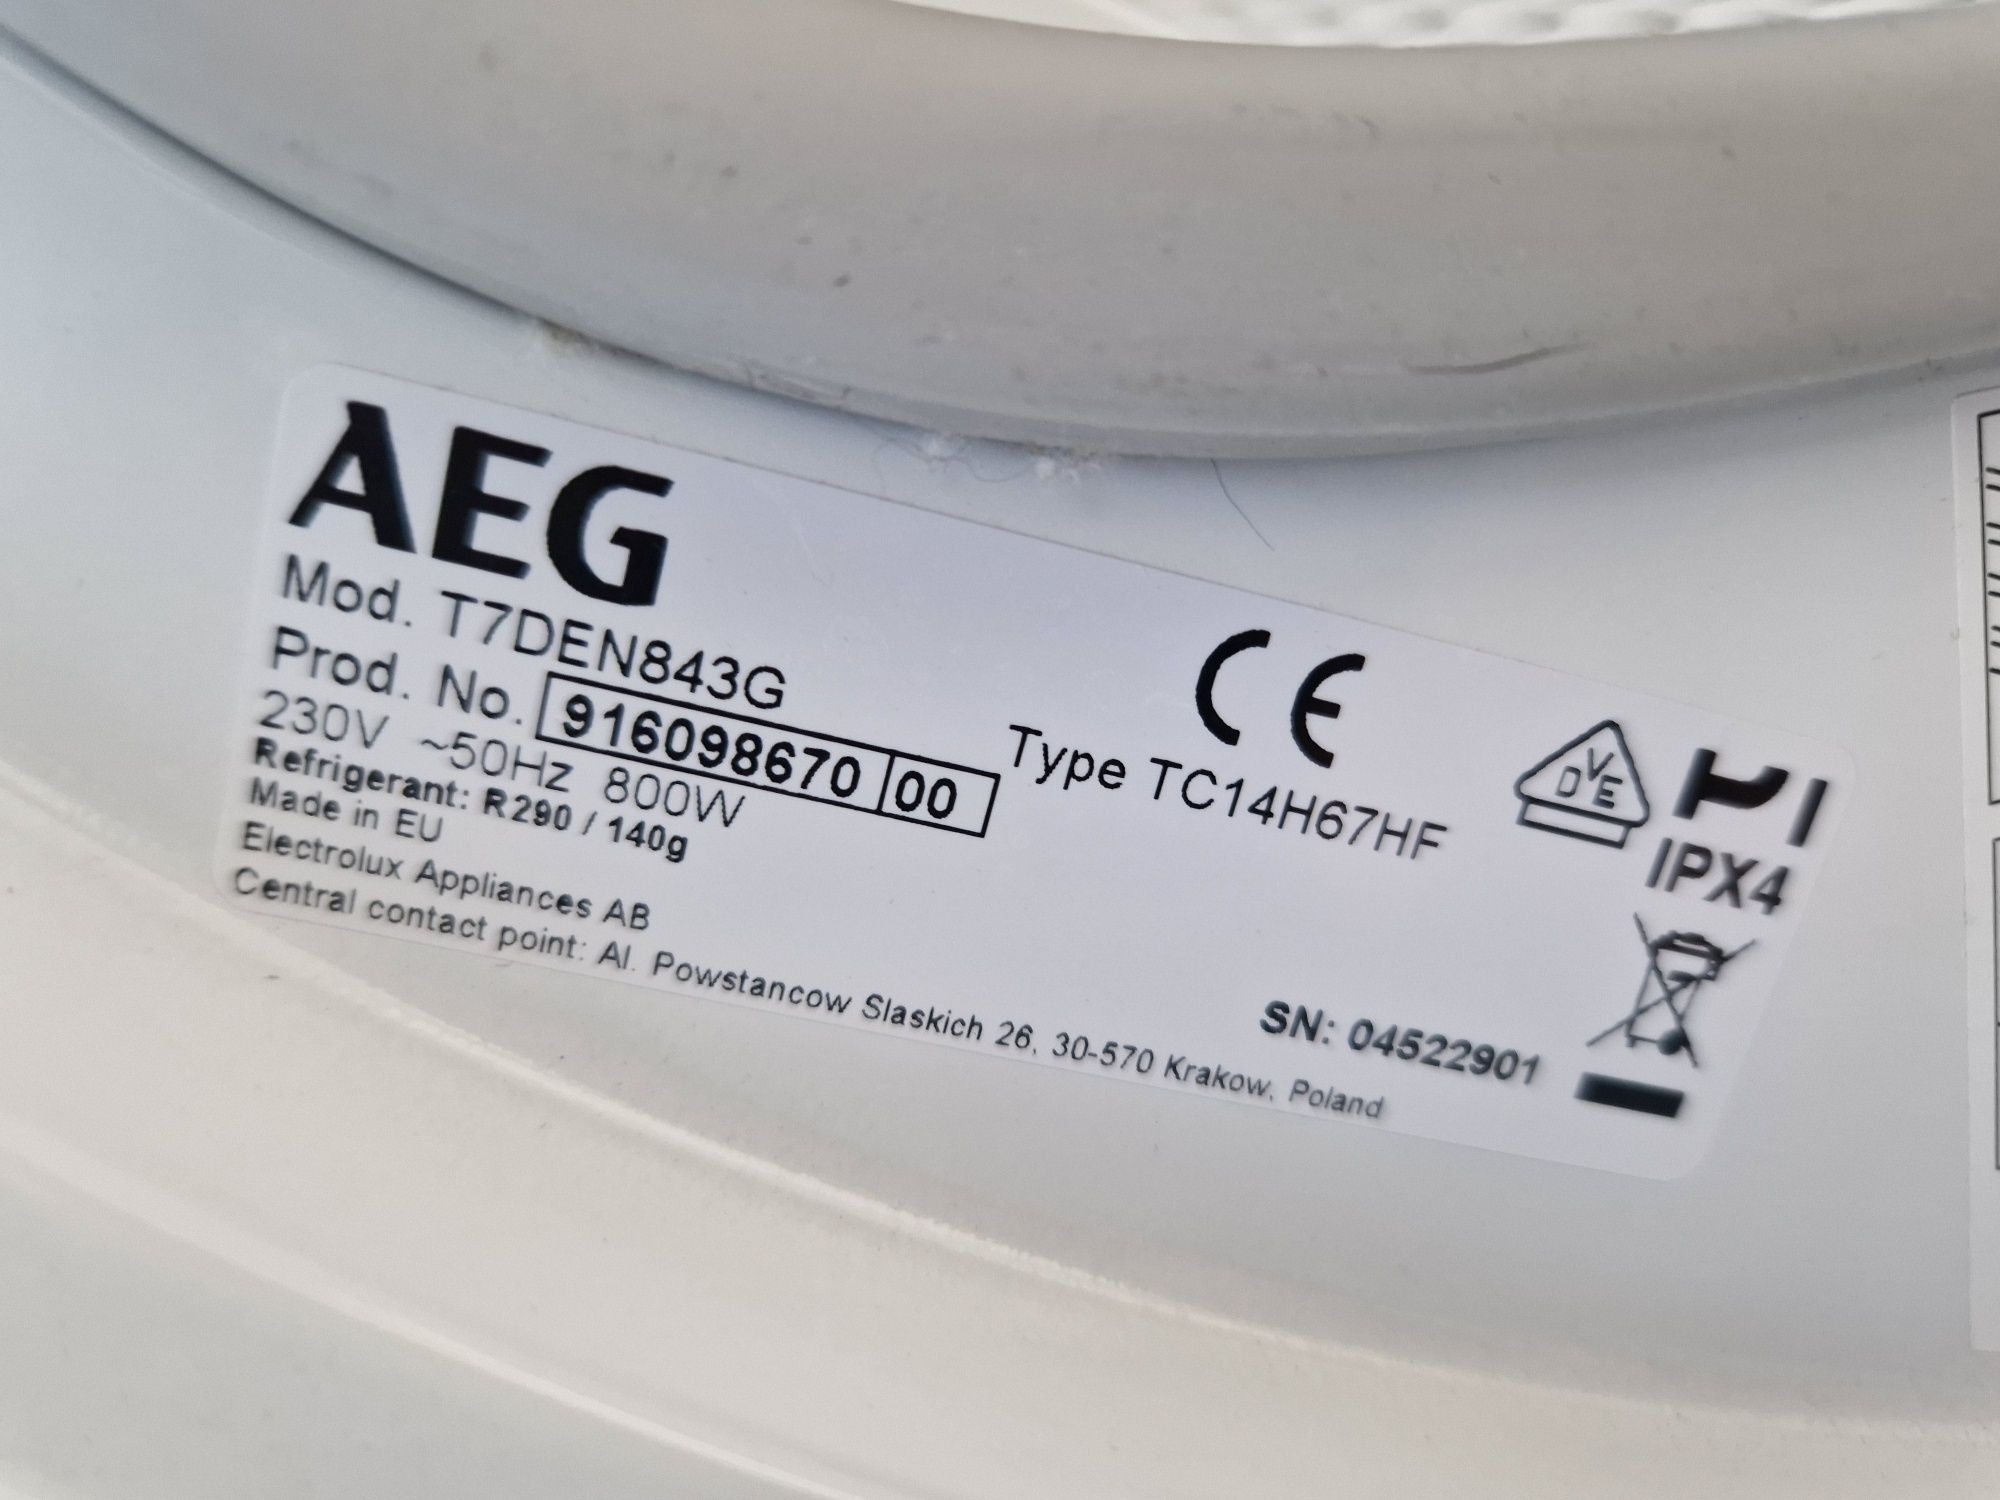 AEG
Mod. T7DEN843G
Prod. No. 916098670 00
Type TC14H67HF
230V ~50Hz 800W
Refrigerant: R290 / 140g
Made in EU
Electrolux Appliances AB
Central contact point: Al. Powstancow Slaskich 26, 30-570 Krakow, Poland
CE
DVE
IPX4
SN: 04522901